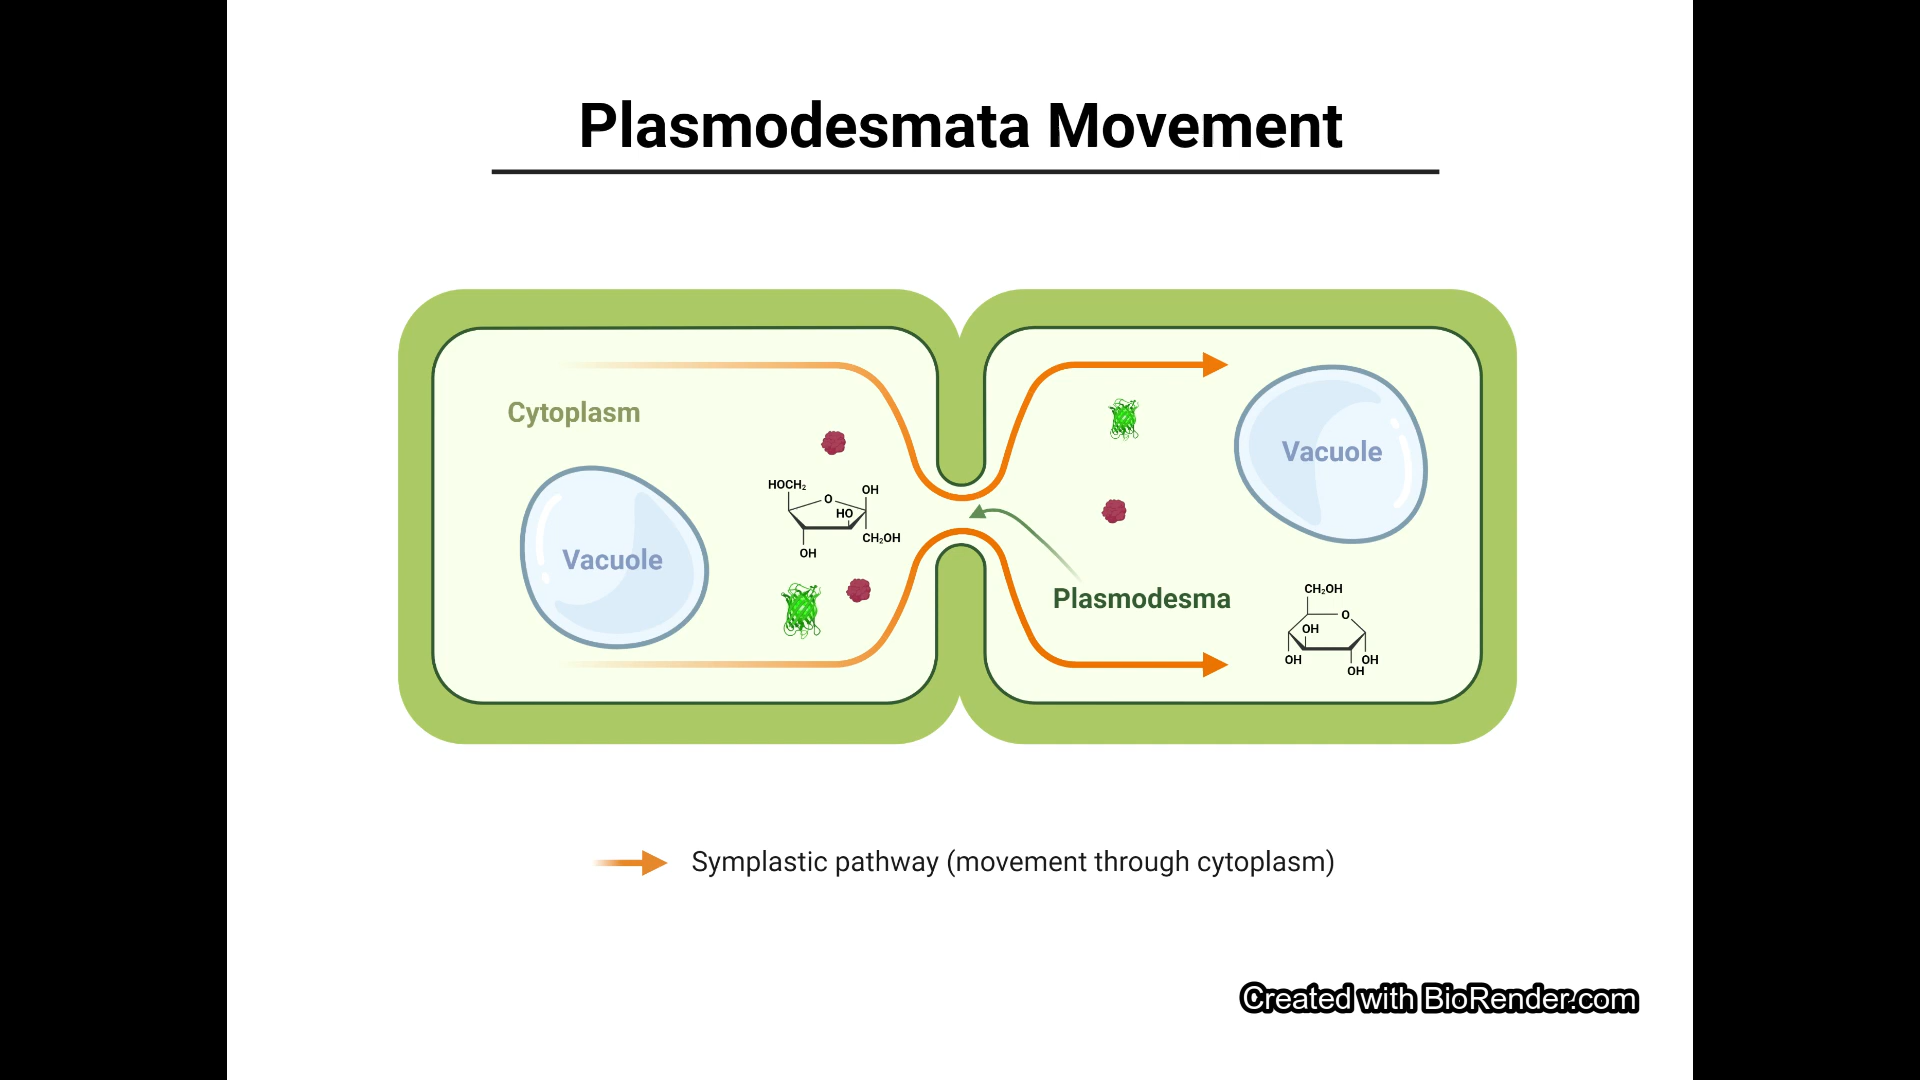 Plasmodesmata Movement
Cytoplasm
Vacuole
HOCH₂
O
OH
HO
CH₂OH
OH
Vacuole
Plasmodesma
CH₂OH
O
OH
OH
OH
OH
Symplastic pathway (movement through cytoplasm)
Created with BioRender.com